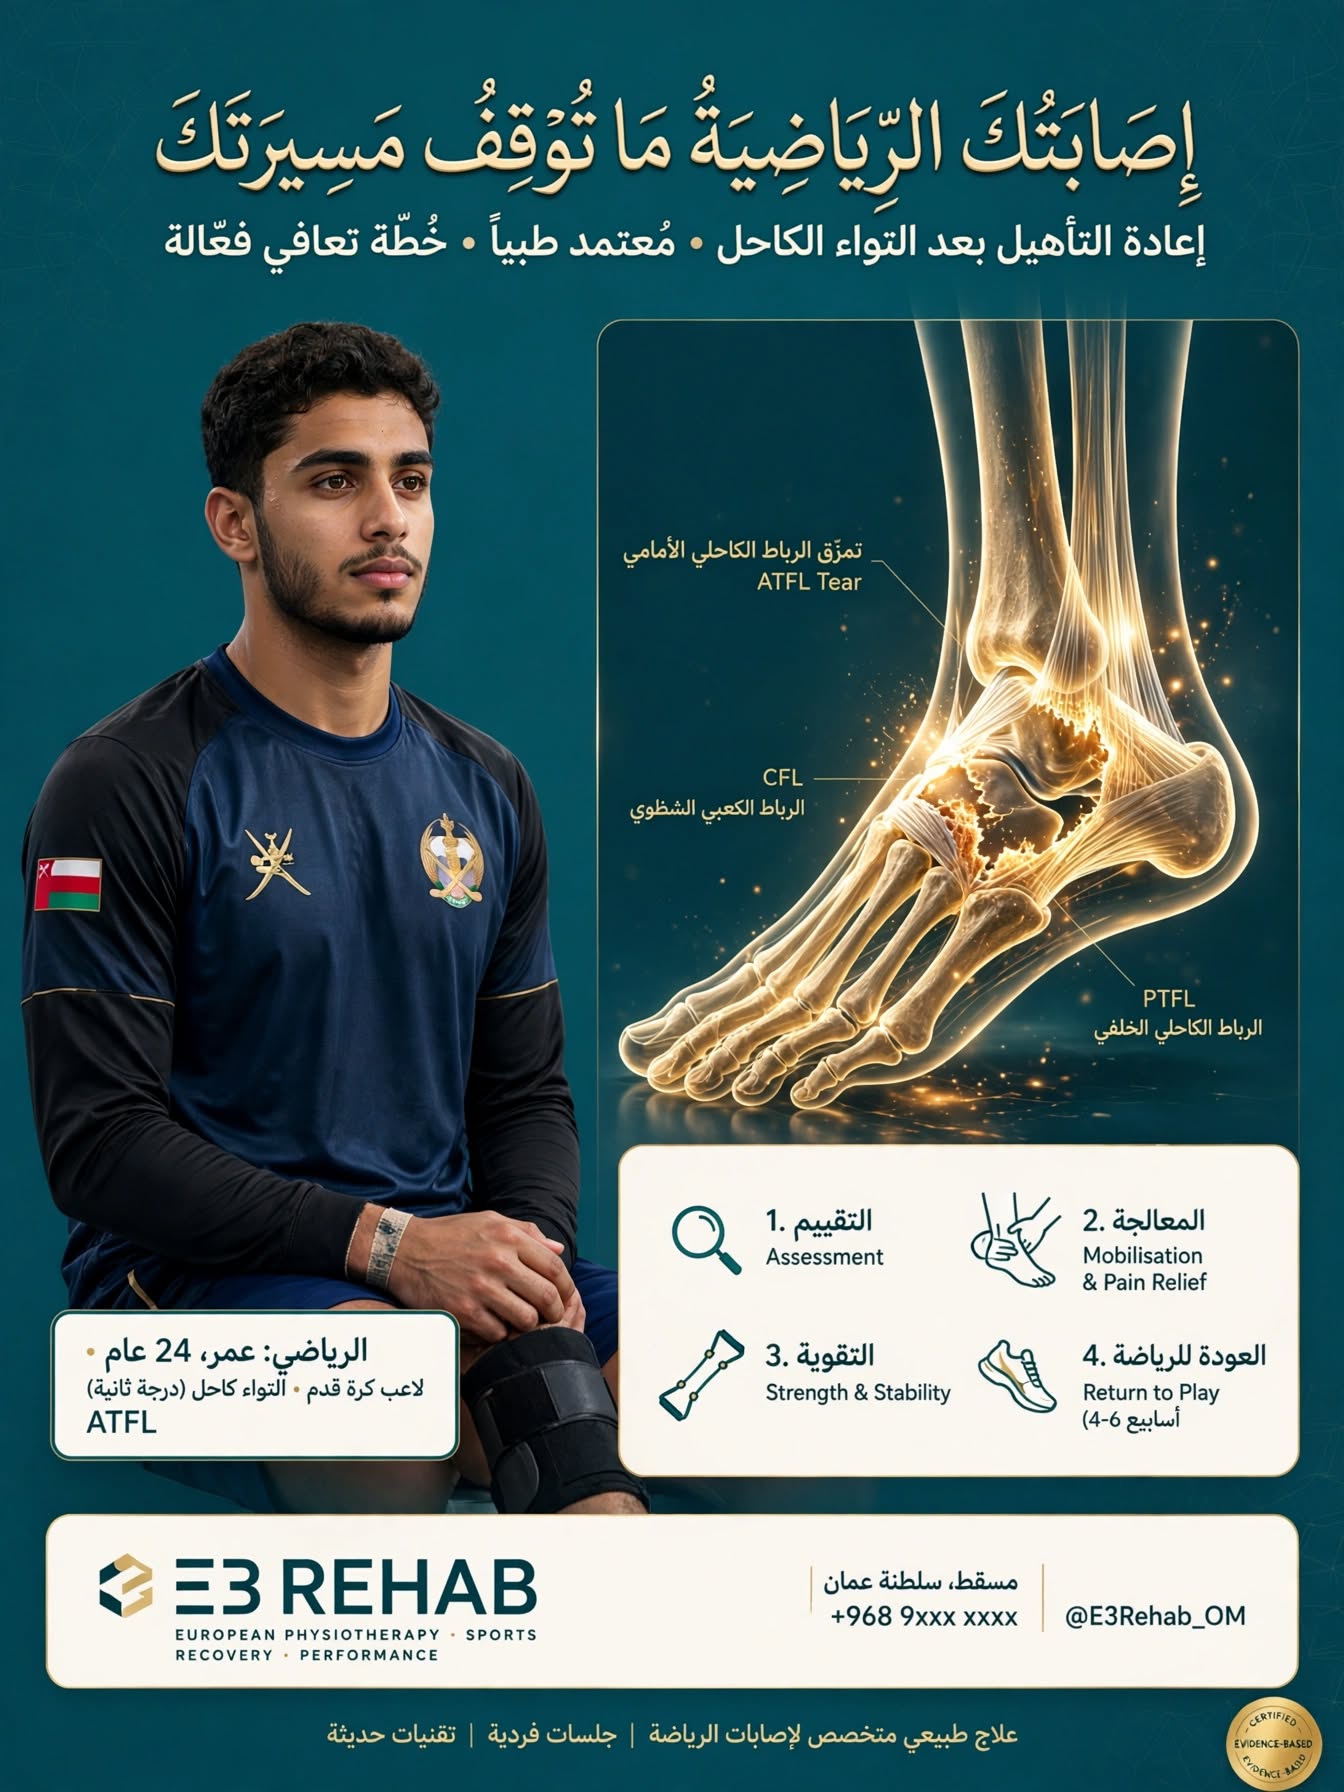 إِصَابَتُكَ الرِّيَاضِيَةُ مَا تُوْقِفُ مَسِيرَتَكَ
إعادة التأهيل بعد التواء الكاحل • مُعتمد طبياً • خُطّة تعافي فعّالة
تمزّق الرباط الكاحلي الأمامي
ATFL Tear
CFL
الرباط الكعبي الشظوي
PTFL
الرباط الكاحلي الخلفي
1. التقييم
Assessment
2. المعالجة
Mobilisation
& Pain Relief
3. التقوية
Strength & Stability
4. العودة للرياضة
Return to Play
(4-6 أسابيع
الرياضي: عمر، 24 عام •
لاعب كرة قدم • التواء كاحل (درجة ثانية)
ATFL
E3 REHAB
EUROPEAN PHYSIOTHERAPY · SPORTS
RECOVERY · PERFORMANCE
مسقط، سلطنة عمان
+968 9xxx xxxx
@E3Rehab_OM
علاج طبيعي متخصص لإصابات الرياضة | جلسات فردية | تقنيات حديثة
CERTIFIED
EVIDENCE-BASED
EVIDENCE-BASED